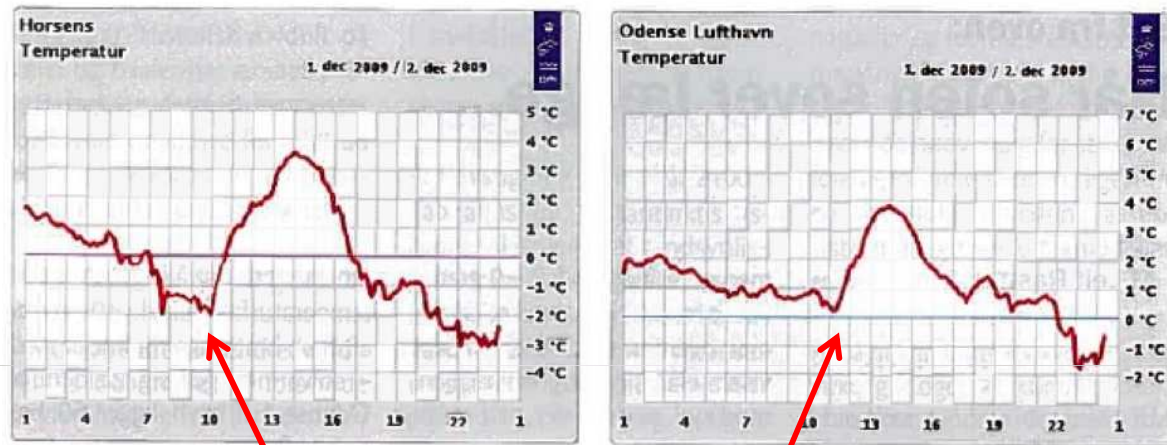 Horsens
Temperatur
1. dec 2009 / 2. dec 2009
5 °C
4 °C
3 °C
2 °C
1 °C
0 °C
-1 °C
-2 °C
-3 °C
-4 °C
1 4 7 10 13 16 19 22 1
Odense Lufthavn
Temperatur
1. dec 2009 / 2. dec 2009
7 °C
6 °C
5 °C
4 °C
3 °C
2 °C
1 °C
0 °C
-1 °C
-2 °C
1 4 7 10 13 16 19 22 1